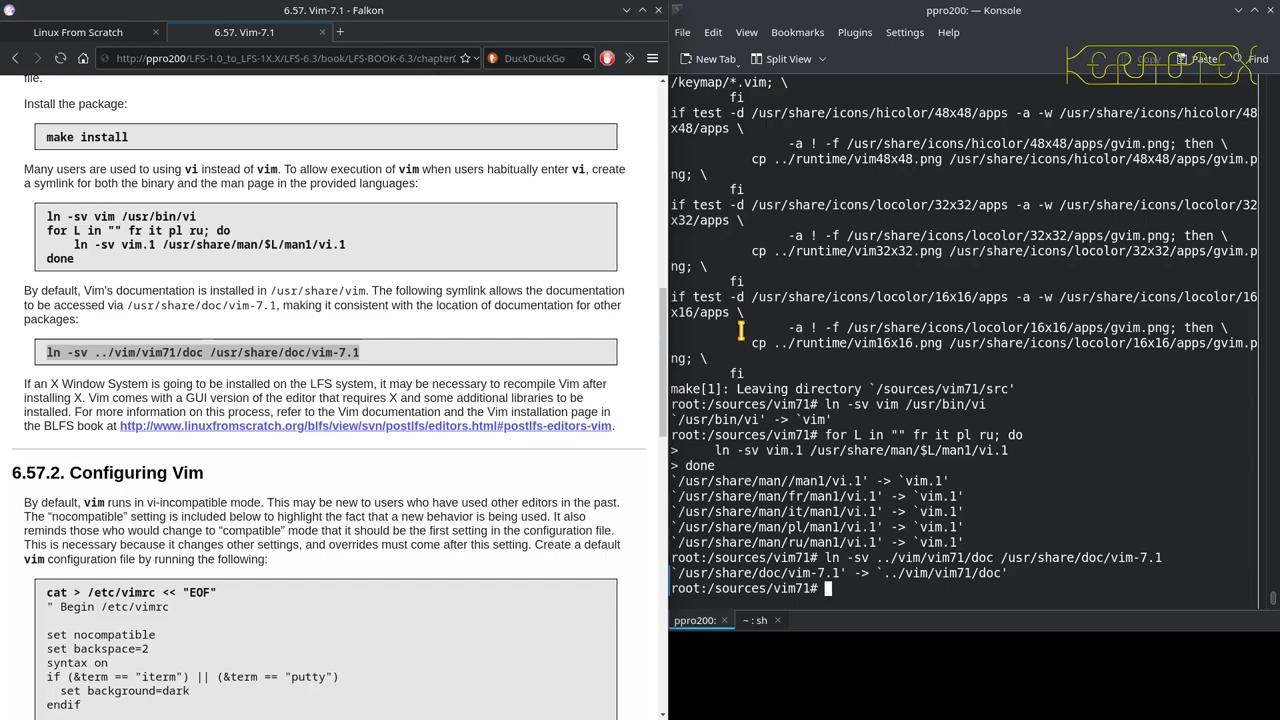 6.57. Vim-7.1 - Falkon
Linux From Scratch
6.57. Vim-7.1
http://ppro200/LFS-1.0_to_LFS-1X.X/LFS-6.3/book/LFS-BOOK-6.3/chapter0
DuckDuckGo
file.
Install the package:
make install
Many users are used to using vi instead of vim. To allow execution of vim when users habitually enter vi, create
a symlink for both the binary and the man page in the provided languages:
ln -sv vim /usr/bin/vi
for L in "" fr it pl ru; do
    ln -sv vim.1 /usr/share/man/$L/man1/vi.1
done
By default, Vim's documentation is installed in /usr/share/vim. The following symlink allows the documentation
to be accessed via /usr/share/doc/vim-7.1, making it consistent with the location of documentation for other
packages:
ln -sv ../vim/vim71/doc /usr/share/doc/vim-7.1
If an X Window System is going to be installed on the LFS system, it may be necessary to recompile Vim after
installing X. Vim comes with a GUI version of the editor that requires X and some additional libraries to be
installed. For more information on this process, refer to the Vim documentation and the Vim installation page in
the BLFS book at http://www.linuxfromscratch.org/blfs/view/svn/postlfs/editors.html#postlfs-editors-vim.
6.57.2. Configuring Vim
By default, vim runs in vi-incompatible mode. This may be new to users who have used other editors in the past.
The “nocompatible” setting is included below to highlight the fact that a new behavior is being used. It also
reminds those who would change to “compatible” mode that it should be the first setting in the configuration file.
This is necessary because it changes other settings, and overrides must come after this setting. Create a default
vim configuration file by running the following:
cat > /etc/vimrc << "EOF"
" Begin /etc/vimrc
set nocompatible
set backspace=2
syntax on
if (&term == "iterm") || (&term == "putty")
  set background=dark
endif
ppro200: — Konsole
File Edit View Bookmarks Plugins Settings Help
New Tab Split View Copy Paste Find
/keymap/*.vim; \
fi
if test -d /usr/share/icons/hicolor/48x48/apps -a -w /usr/share/icons/hicolor/48
x48/apps \
-a ! -f /usr/share/icons/hicolor/48x48/apps/gvim.png; then \
cp ../runtime/vim48x48.png /usr/share/icons/hicolor/48x48/apps/gvim.p
ng; \
fi
if test -d /usr/share/icons/locolor/32x32/apps -a -w /usr/share/icons/locolor/32
x32/apps \
-a ! -f /usr/share/icons/locolor/32x32/apps/gvim.png; then \
cp ../runtime/vim32x32.png /usr/share/icons/locolor/32x32/apps/gvim.p
ng; \
fi
if test -d /usr/share/icons/locolor/16x16/apps -a -w /usr/share/icons/locolor/16
x16/apps \
-a ! -f /usr/share/icons/locolor/16x16/apps/gvim.png; then \
cp ../runtime/vim16x16.png /usr/share/icons/locolor/16x16/apps/gvim.p
ng; \
fi
make[1]: Leaving directory `/sources/vim71/src'
root:/sources/vim71# ln -sv vim /usr/bin/vi
`/usr/bin/vi' -> `vim'
root:/sources/vim71# for L in "" fr it pl ru; do
>     ln -sv vim.1 /usr/share/man/$L/man1/vi.1
> done
`/usr/share/man//man1/vi.1' -> `vim.1'
`/usr/share/man/fr/man1/vi.1' -> `vim.1'
`/usr/share/man/it/man1/vi.1' -> `vim.1'
`/usr/share/man/pl/man1/vi.1' -> `vim.1'
`/usr/share/man/ru/man1/vi.1' -> `vim.1'
root:/sources/vim71# ln -sv ../vim/vim71/doc /usr/share/doc/vim-7.1
`/usr/share/doc/vim-7.1' -> `../vim/vim71/doc'
root:/sources/vim71#
ppro200:
~ : sh